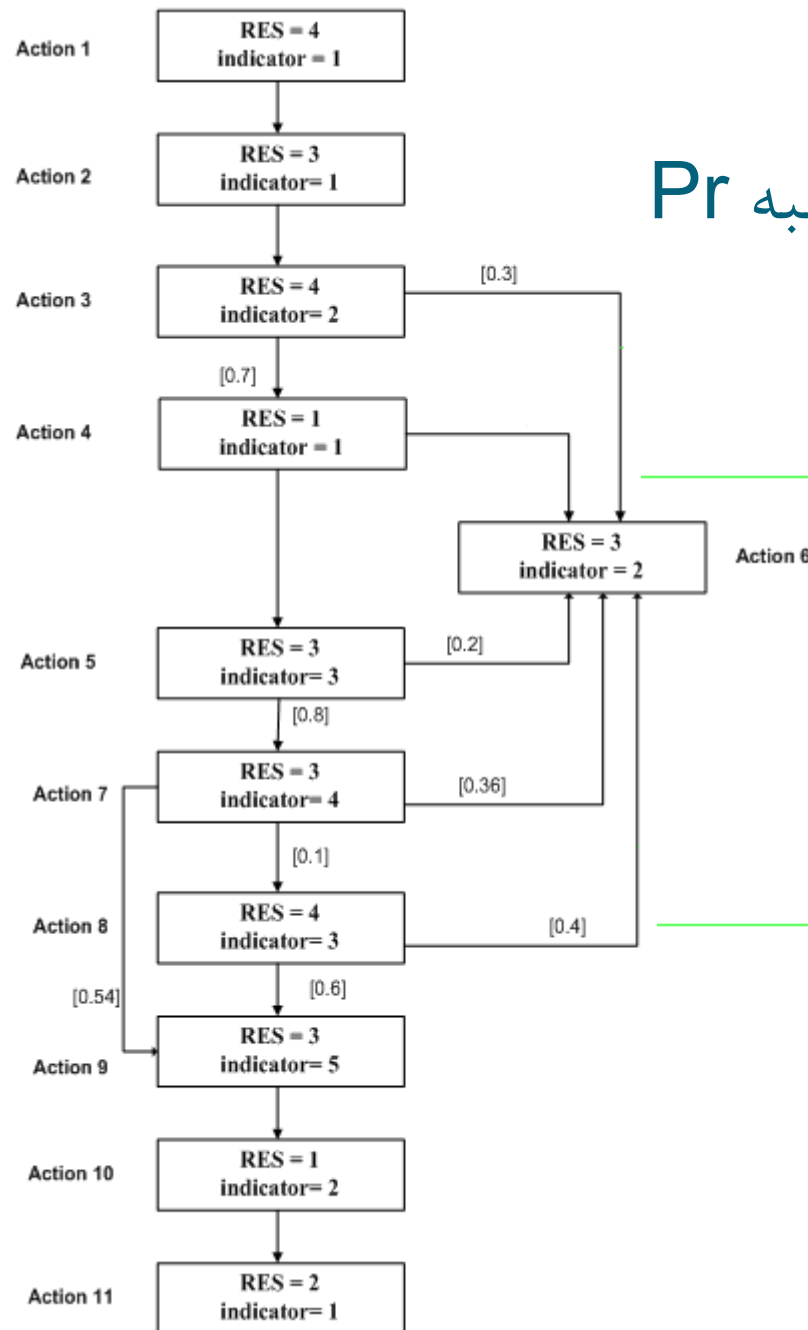 Action 1
RES = 4
indicator = 1
Action 2
RES = 3
indicator= 1
Pr
Action 3
RES = 4
indicator= 2
[0.3]
[0.7]
Action 4
RES = 1
indicator = 1
RES = 3
indicator = 2
Action 6
Action 5
RES = 3
indicator= 3
[0.2]
[0.8]
Action 7
RES = 3
indicator= 4
[0.36]
[0.1]
Action 8
RES = 4
indicator= 3
[0.4]
[0.6]
[0.54]
Action 9
RES = 3
indicator= 5
Action 10
RES = 1
indicator= 2
Action 11
RES = 2
indicator= 1